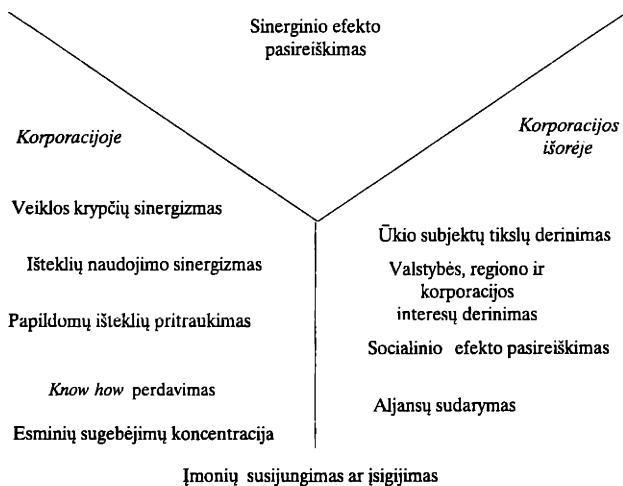 Sinerginio efekto
pasireiškimas
Korporacijoje
Veiklos krypčių sinergizmas
Išteklių naudojimo sinergizmas
Papildomų išteklių pritraukimas
Know how perdavimas
Esminių sugebėjimų koncentracija
Korporacijos
išorėje
Ūkio subjektų tikslų derinimas
Valstybės, regiono ir
korporacijos
interesų derinimas
Socialinio efekto pasireiškimas
Aljansų sudarymas
Įmonių susijungimas ar įsigijimas